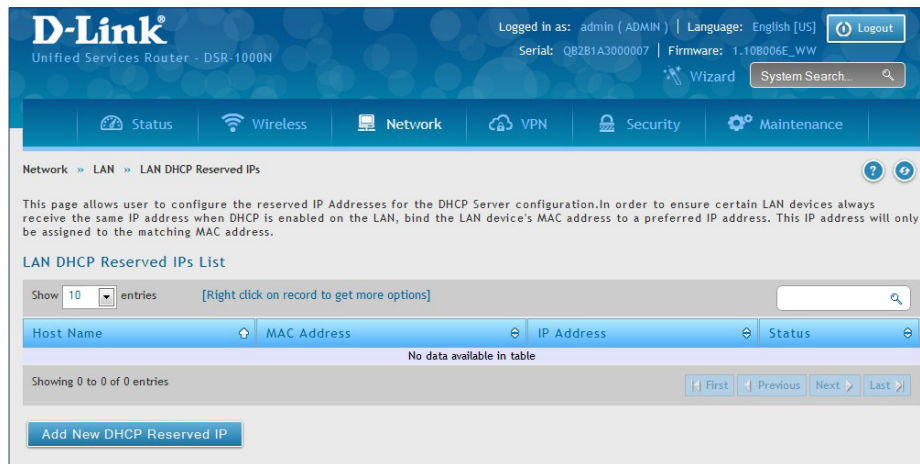 D-Link®
Unified Services Router - DSR-1000N
Logged in as: admin ( ADMIN ) | Language: English [US]
Logout
Serial: QB2B1A3000007 | Firmware: 1.10B006E_WW
Wizard
System Search...
Status
Wireless
Network
VPN
Security
Maintenance
Network » LAN » LAN DHCP Reserved IPs
?
This page allows user to configure the reserved IP Addresses for the DHCP Server configuration.In order to ensure certain LAN devices always
receive the same IP address when DHCP is enabled on the LAN, bind the LAN device's MAC address to a preferred IP address. This IP address will only
be assigned to the matching MAC address.
LAN DHCP Reserved IPs List
Show 10 entries [Right click on record to get more options]
Host Name MAC Address IP Address Status
No data available in table
Showing 0 to 0 of 0 entries
First Previous Next Last
Add New DHCP Reserved IP